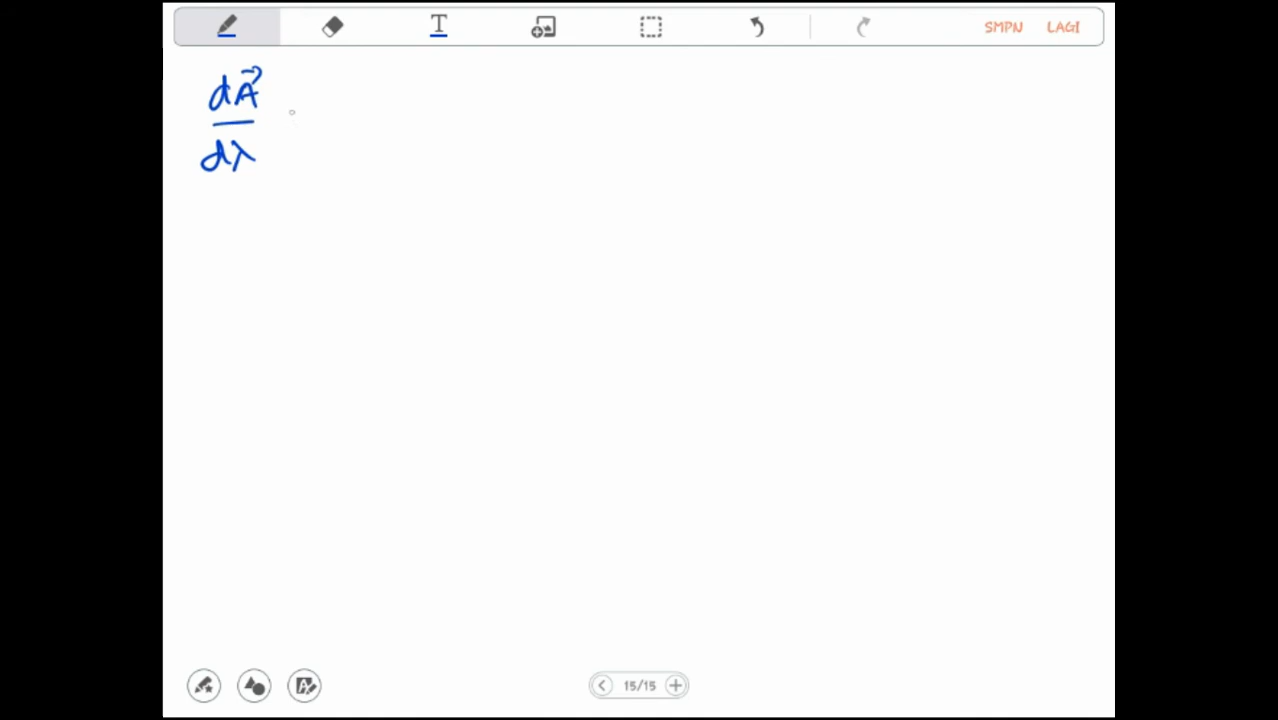 T
SMPN LAGI
dA⃗
dλ
A
15/15